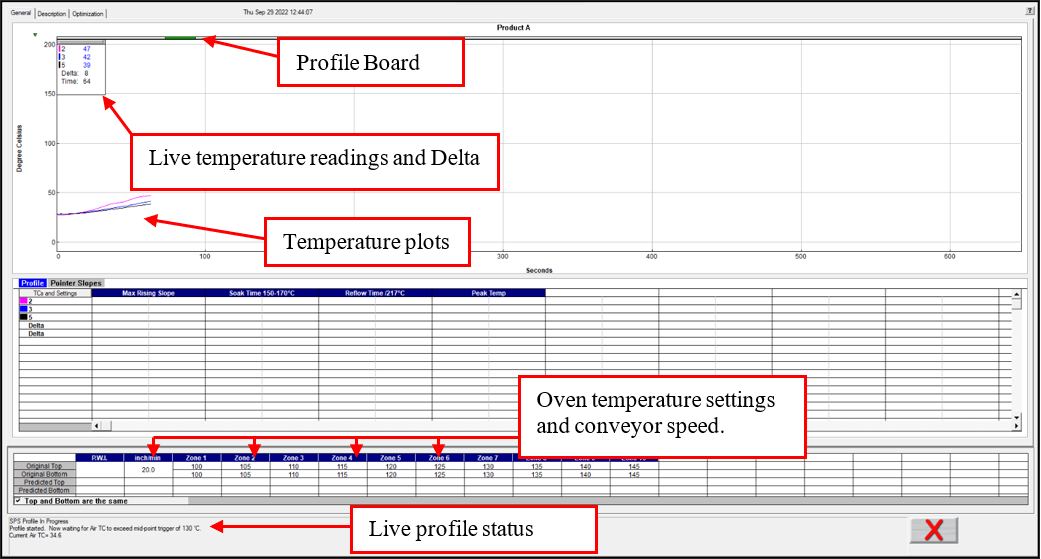 General Description Optimization Thu Sep 29 2022 12:44:07 ?
Product A
200
2 47
3 42
5 39
Delta: 8
Time: 64
Profile Board
150
Live temperature readings and Delta
Degree Celsius
100
50
Temperature plots
0
0 100 200 300 400 500 600
Seconds
Profile Pointer Slopes
TCs and Settings Max Rising Slope Soak Time 150-170°C Reflow Time /217°C Peak Temp
2
3
5
Delta
Delta
Oven temperature settings
and conveyor speed.
P.W.I. inch/min Zone 1 Zone 2 Zone 3 Zone 4 Zone 5 Zone 6 Zone 7
Original Top 20.0 100 105 110 115 120 125 130 135 140 145
Original Bottom 100 105 110 115 120 125 130 135 140 145
Predicted Top
Predicted Bottom
Top and Bottom are the same
SPS Profile In Progress
Profile started. Now waiting for Air TC to exceed mid-point trigger of 130 °C.
Current Air TC= 34.6
Live profile status
X